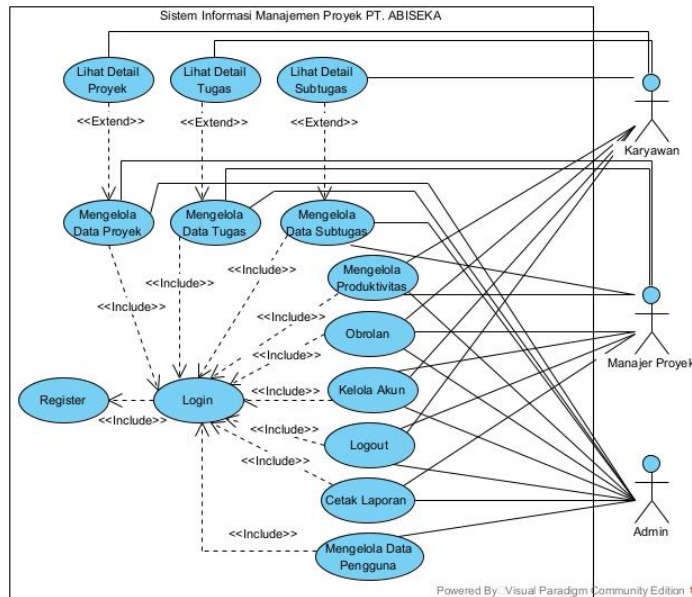 Sistem Informasi Manajemen Proyek PT. ABISEKA
Lihat Detail
Proyek
Lihat Detail
Tugas
Lihat Detail
Subtugas
Karyawan
<<Extend>>
<<Extend>>
<<Extend>>
Mengelola
Data Proyek
Mengelola
Data Tugas
Mengelola
Data Subtugas
<<Include>>
<<Include>>
<<Include>>
Mengelola
Produktivitas
Obrolan
Manajer Proyek
Register
<<Include>>
Login
<<Include>>
Kelola Akun
<<Include>>
Logout
<<Include>>
Cetak Laporan
Admin
<<Include>>
Mengelola Data
Pengguna
Powered By Visual Paradigm Community Edition